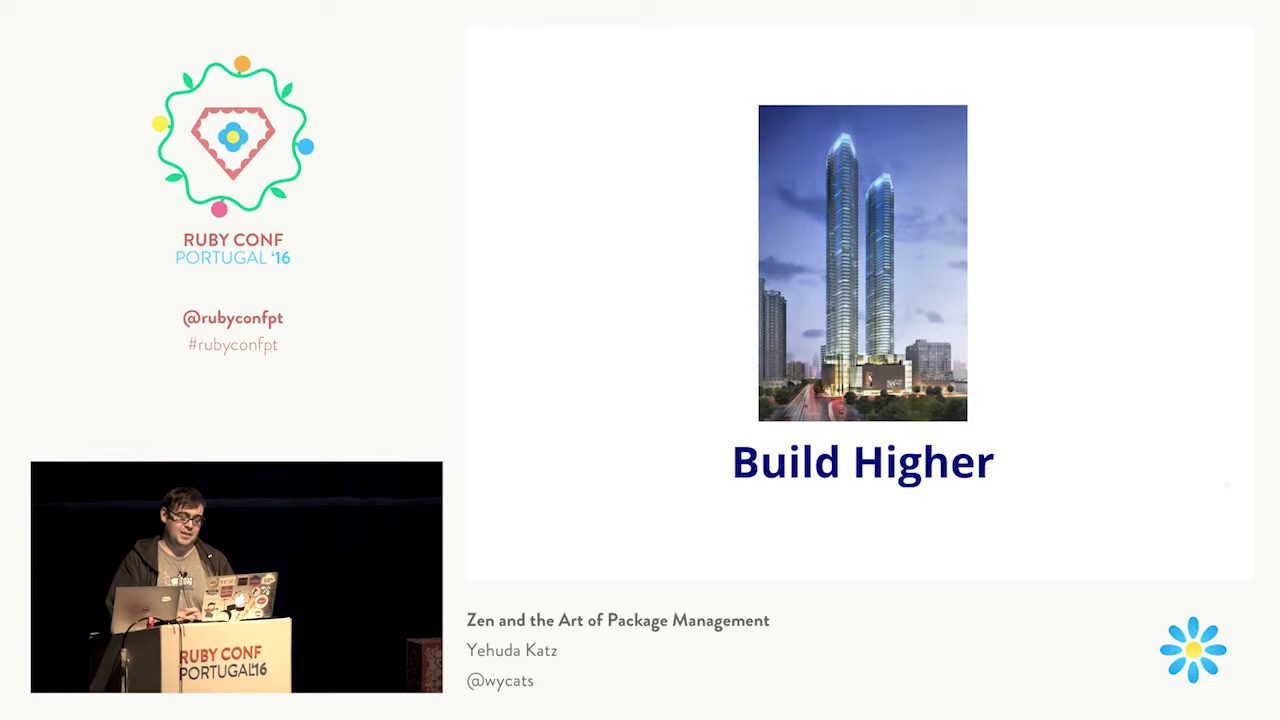 RUBY CONF
PORTUGAL ‘16
@rubyconfpt
#rubyconfpt
Build Higher
RUBY CONF
PORTUGAL'16
Zen and the Art of Package Management
Yehuda Katz
@wycats